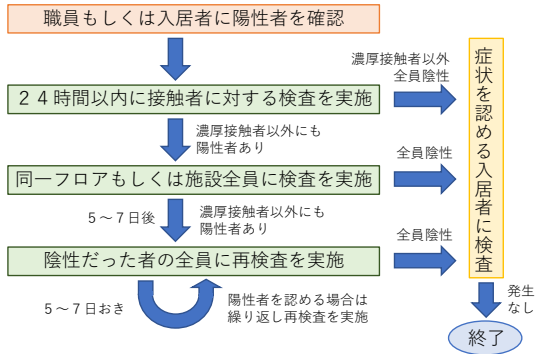 職員もしくは入居者に陽性者を確認
濃厚接触者以外
全員陰性
２４時間以内に接触者に対する検査を実施
濃厚接触者以外にも
陽性者あり
全員陰性
同一フロアもしくは施設全員に検査を実施
５～７日後
濃厚接触者以外にも
陽性者あり
全員陰性
陰性だった者の全員に再検査を実施
５～７日おき
陽性者を認める場合は
繰り返し再検査を実施
症状を認める入居者に検査
発生
なし
終了